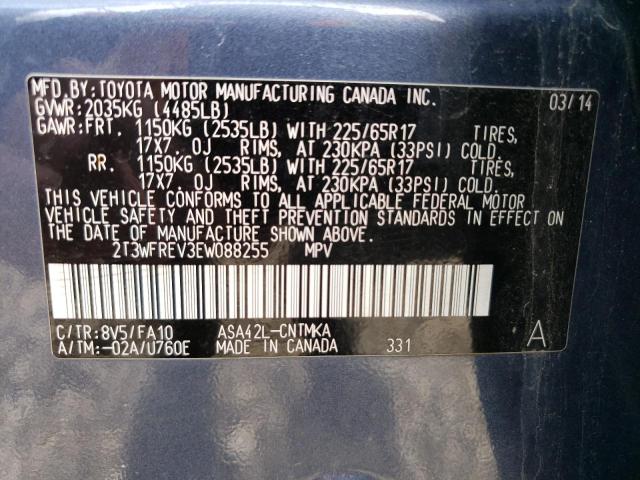 MFD.BY:TOYOTA MOTOR MANUFACTURING CANADA INC. 03/14
GVWR:2035KG (4485LB)
GAWR:FRT. 1150KG (2535LB) WITH 225/65R17 TIRES,
17X7.0J RIMS, AT 230KPA (33PSI) COLD.
RR. 1150KG (2535LB) WITH 225/65R17 TIRES,
17X7.0J RIMS, AT 230KPA (33PSI) COLD.
THIS VEHICLE CONFORMS TO ALL APPLICABLE FEDERAL MOTOR
VEHICLE SAFETY AND THEFT PREVENTION STANDARDS IN EFFECT ON
THE DATE OF MANUFACTURE SHOWN ABOVE.
2T3WFREV3EW088255 MPV
C/TR:8V5/FA10 ASA42L-CNTMKA
A/TM:-02A/U760E MADE IN CANADA 331 A